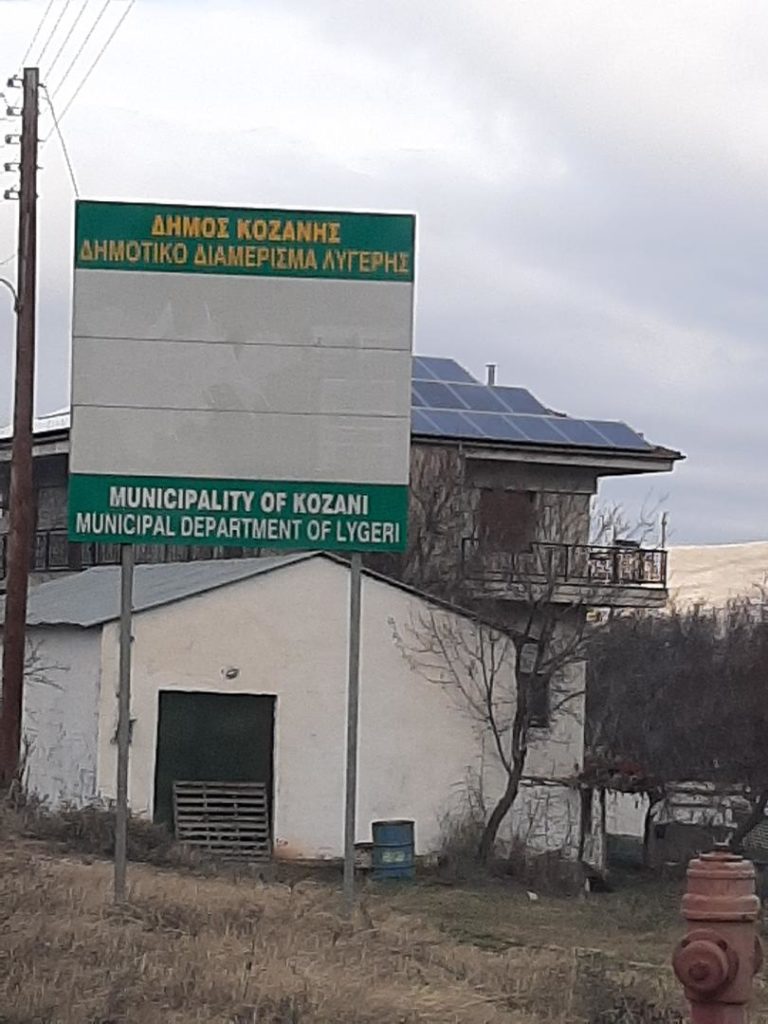 ΔΗΜΟΣ ΚΟΖΑΝΗΣ
ΔΗΜΟΤΙΚΟ ΔΙΑΜΕΡΙΣΜΑ ΛΥΓΕΡΗΣ
MUNICIPALITY OF KOZANI
MUNICIPAL DEPARTMENT OF LYGERI